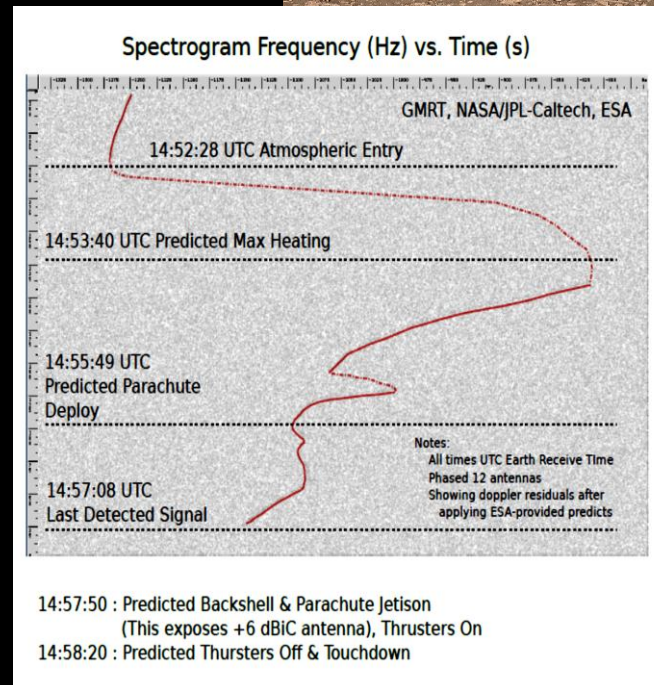 Spectrogram Frequency (Hz) vs. Time (s)
GMRT, NASA/JPL-Caltech, ESA
14:52:28 UTC Atmospheric Entry
14:53:40 UTC Predicted Max Heating
14:55:49 UTC
Predicted Parachute
Deploy
Notes:
All times UTC Earth Receive TIme
Phased 12 antennas
Showing doppler residuals after
applying ESA-provided predicts
14:57:08 UTC
Last Detected Signal
14:57:50 : Predicted Backshell & Parachute Jetison
(This exposes +6 dBiC antenna), Thrusters On
14:58:20 : Predicted Thursters Off & Touchdown